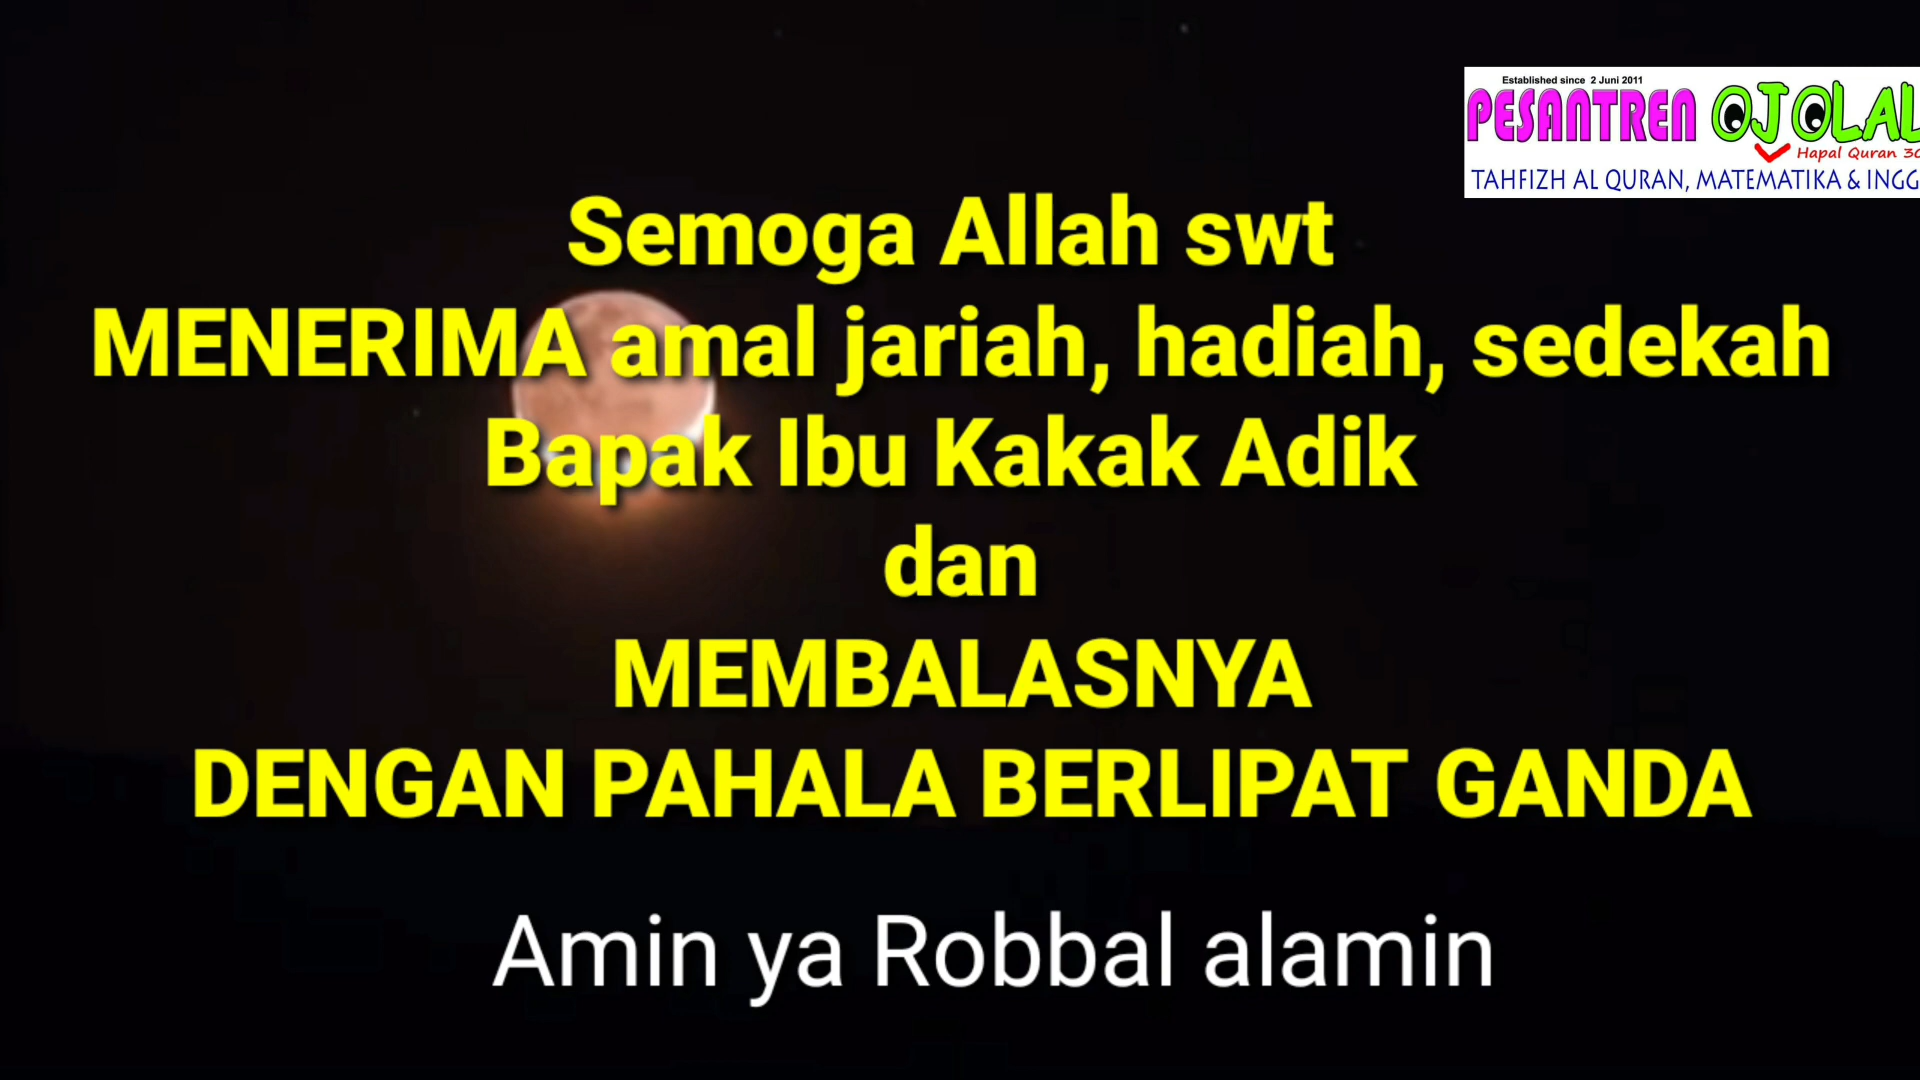 Established since 2 Juni 2011
PESANTREN OJOLAL
Hapal Quran 30
TAHFIZH AL QURAN, MATEMATIKA & INGG
Semoga Allah swt
MENERIMA amal jariah, hadiah, sedekah
Bapak Ibu Kakak Adik
dan
MEMBALASNYA
DENGAN PAHALA BERLIPAT GANDA
Amin ya Robbal alamin